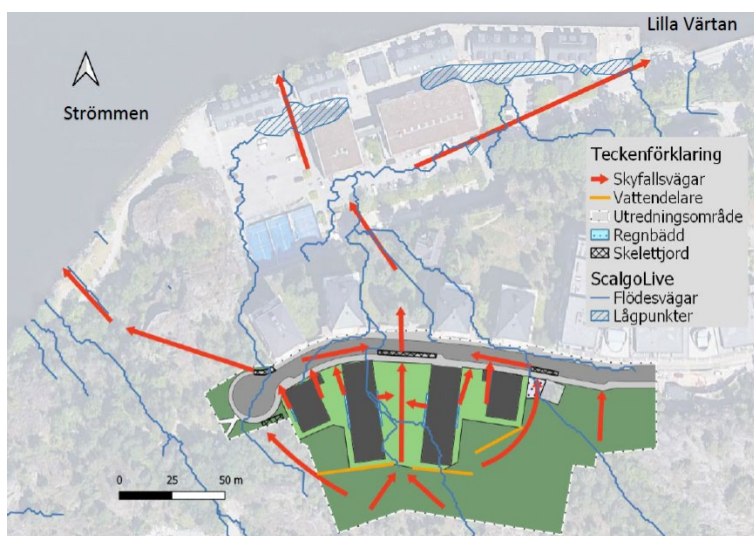 Lilla Värtan
Strömmen
Teckenförklaring
Skyfallsvägar
Vattendelare
Utredningsområde
Regnbädd
Skelettjord
ScalgoLive
Flödesvägar
Lågpunkter
0 25 50 m